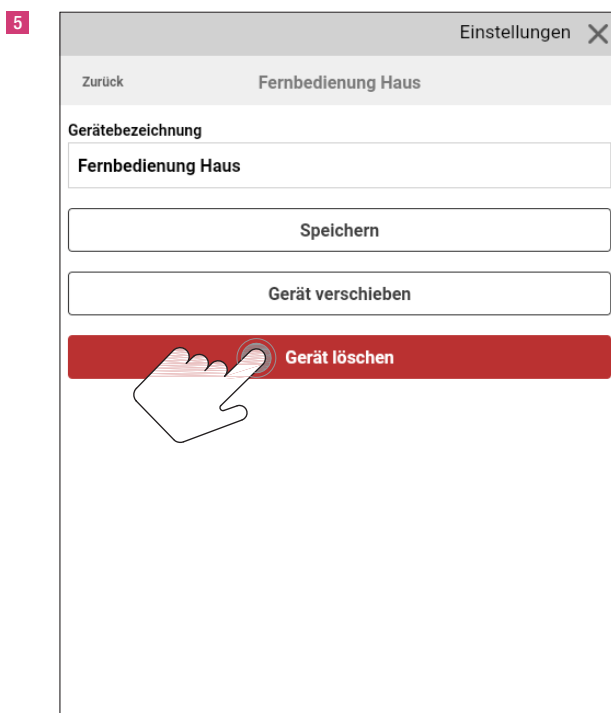 5
Einstellungen
Zurück Fernbedienung Haus
Gerätebezeichnung
Fernbedienung Haus
Speichern
Gerät verschieben
Gerät löschen